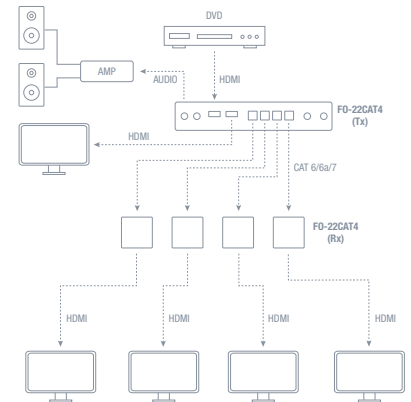 DVD
AMP
AUDIO
HDMI
FO-22CAT4
(Tx)
HDMI
CAT 6/6a/7
FO-22CAT4
(Rx)
HDMI
HDMI
HDMI
HDMI